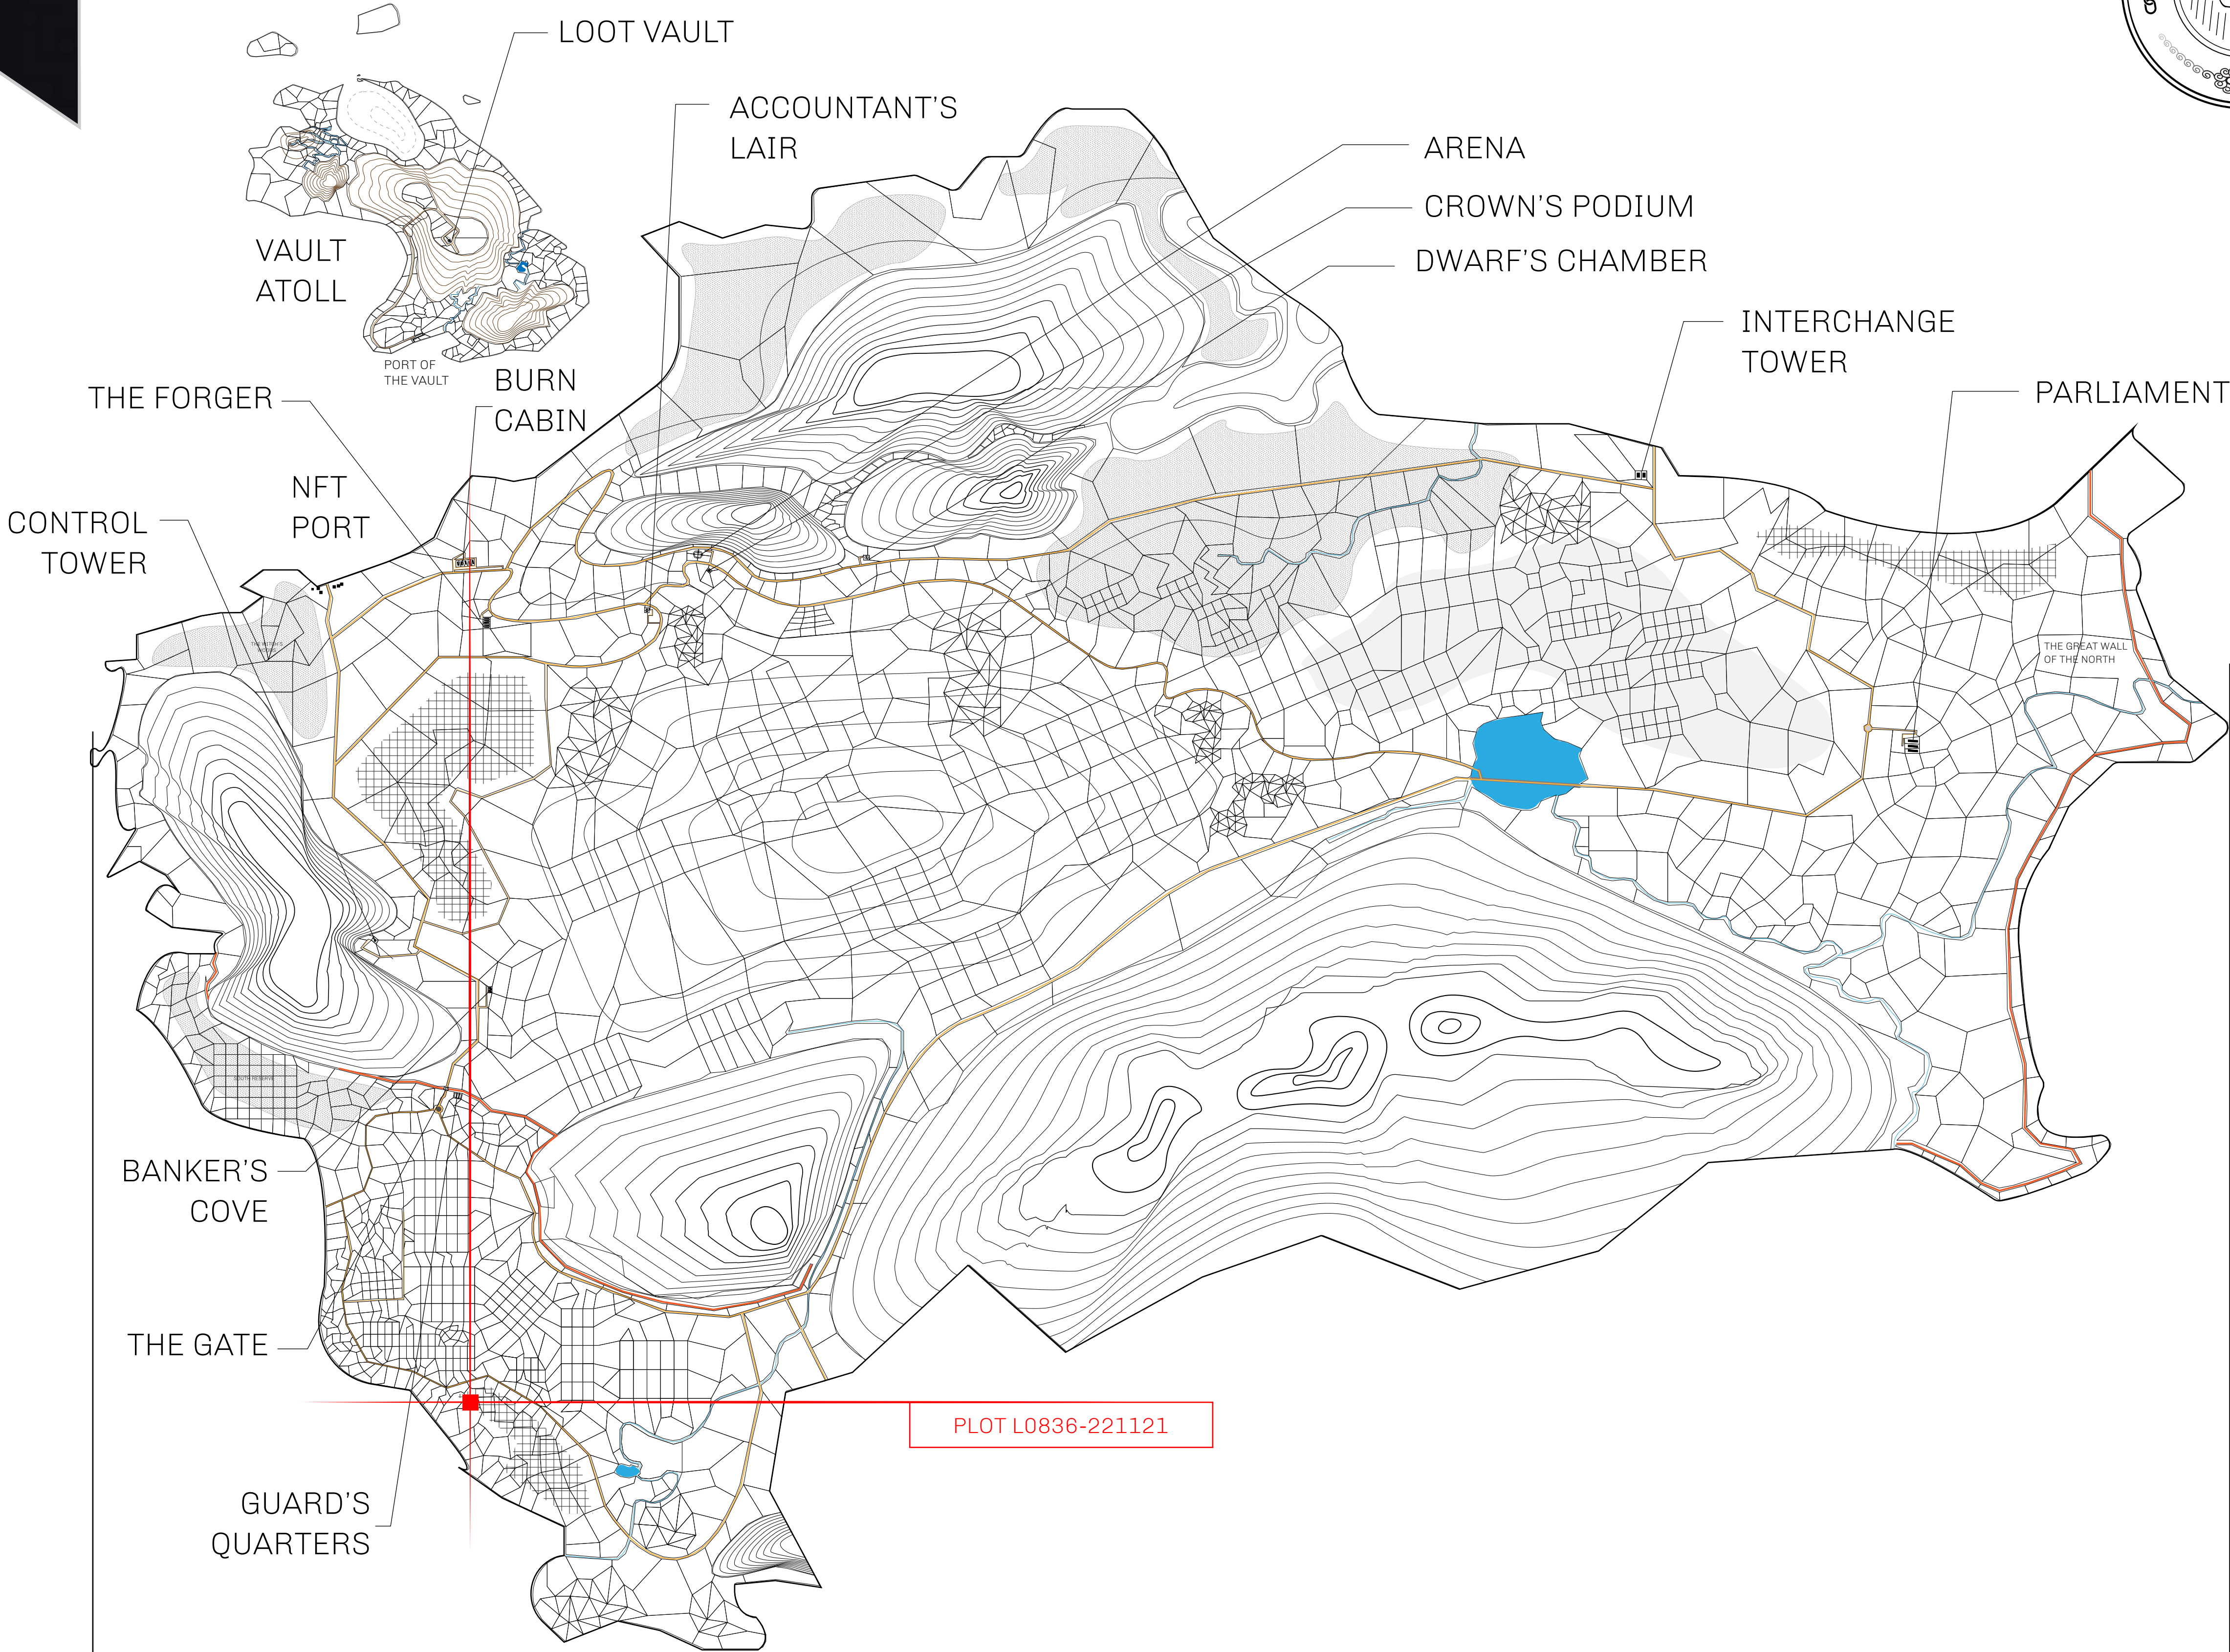 LOOT VAULT
ACCOUNTANT'S
LAIR
ARENA
CROWN'S PODIUM
DWARF'S CHAMBER
VAULT
ATOLL
INTERCHANGE
TOWER
PORT OF
THE VAULT
BURN
CABIN
THE FORGER
PARLIAMENT
NFT
PORT
CONTROL
TOWER
THE GREAT WALL
OF THE NORTH
SOUTH RESERVE
BANKER'S
COVE
THE GATE
PLOT L0836-221121
GUARD'S
QUARTERS